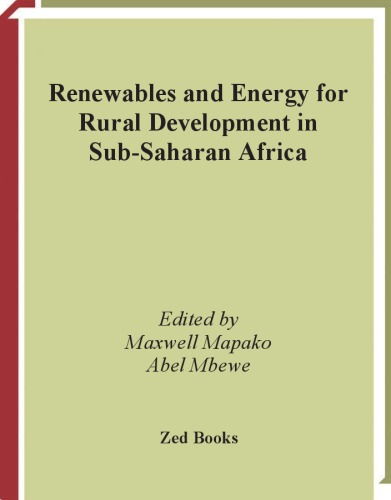 Renewables and Energy for
Rural Development in
Sub-Saharan Africa
Edited by
Maxwell Mapako
Abel Mbewe
Zed Books